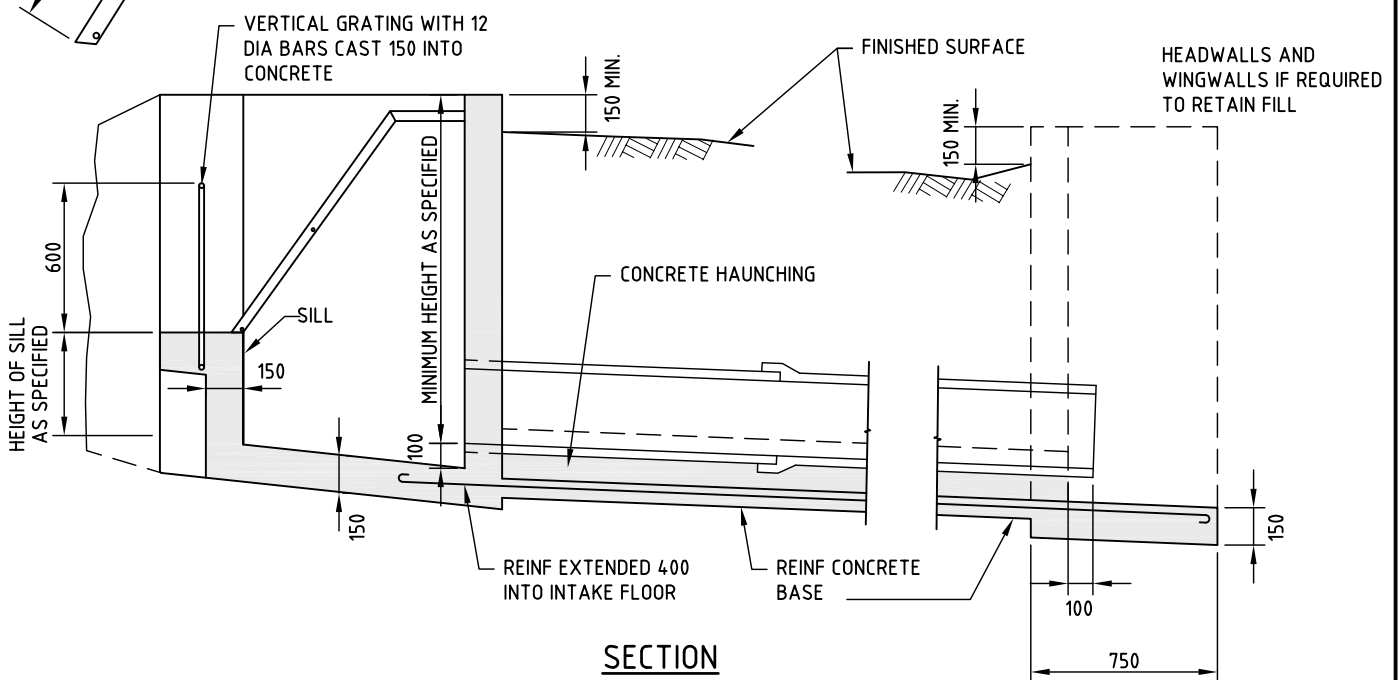 VERTICAL GRATING WITH 12
DIA BARS CAST 150 INTO
CONCRETE
FINISHED SURFACE
HEADWALLS AND
WINGWALLS IF REQUIRED
TO RETAIN FILL
150 MIN.
150 MIN.
MINIMUM HEIGHT AS SPECIFIED
600
CONCRETE HAUNCHING
SILL
HEIGHT OF SILL
AS SPECIFIED
150
100
150
150
REINF EXTENDED 400
INTO INTAKE FLOOR
REINF CONCRETE
BASE
100
750
SECTION